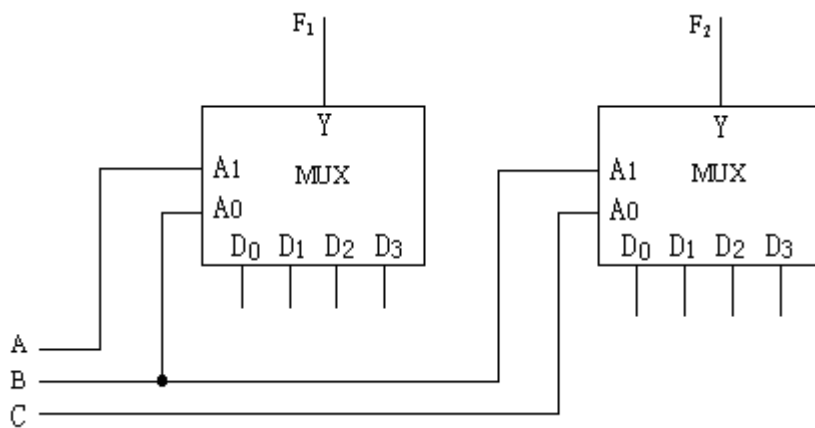 F₁
F₂
Y
Y
A1
MUX
A1
MUX
A0
A0
D₀ D₁ D₂ D₃
D₀ D₁ D₂ D₃
A
B
C